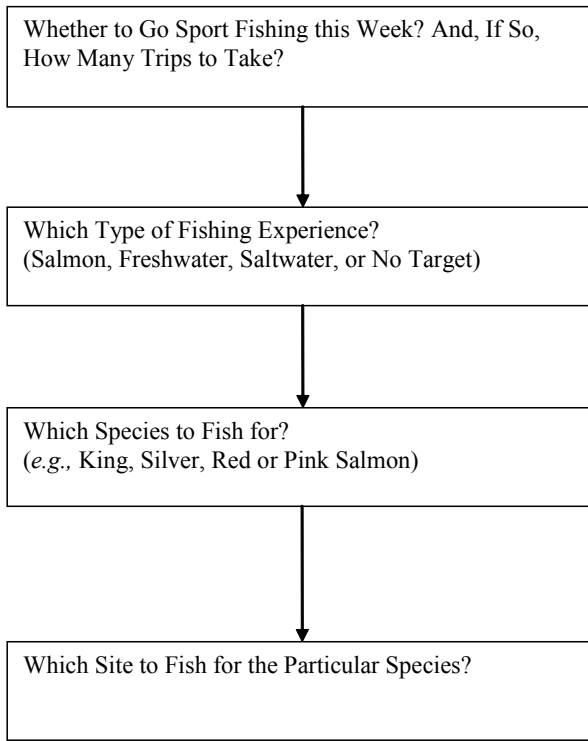 Whether to Go Sport Fishing this Week? And, If So,
How Many Trips to Take?
Which Type of Fishing Experience?
(Salmon, Freshwater, Saltwater, or No Target)
Which Species to Fish for?
(e.g., King, Silver, Red or Pink Salmon)
Which Site to Fish for the Particular Species?